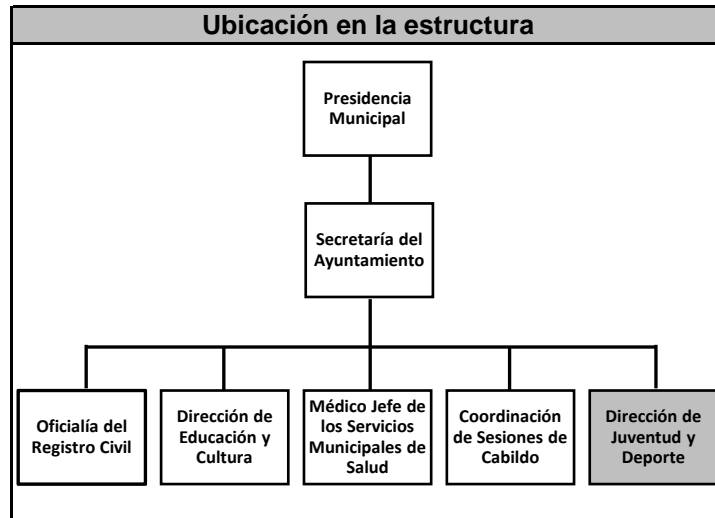 Ubicación en la estructura
Presidencia
Municipal
Secretaría del
Ayuntamiento
Oficialía del
Registro Civil
Dirección de
Educación y
Cultura
Médico Jefe de
los Servicios
Municipales de
Salud
Coordinación
de Sesiones de
Cabildo
Dirección de
Juventud y
Deporte